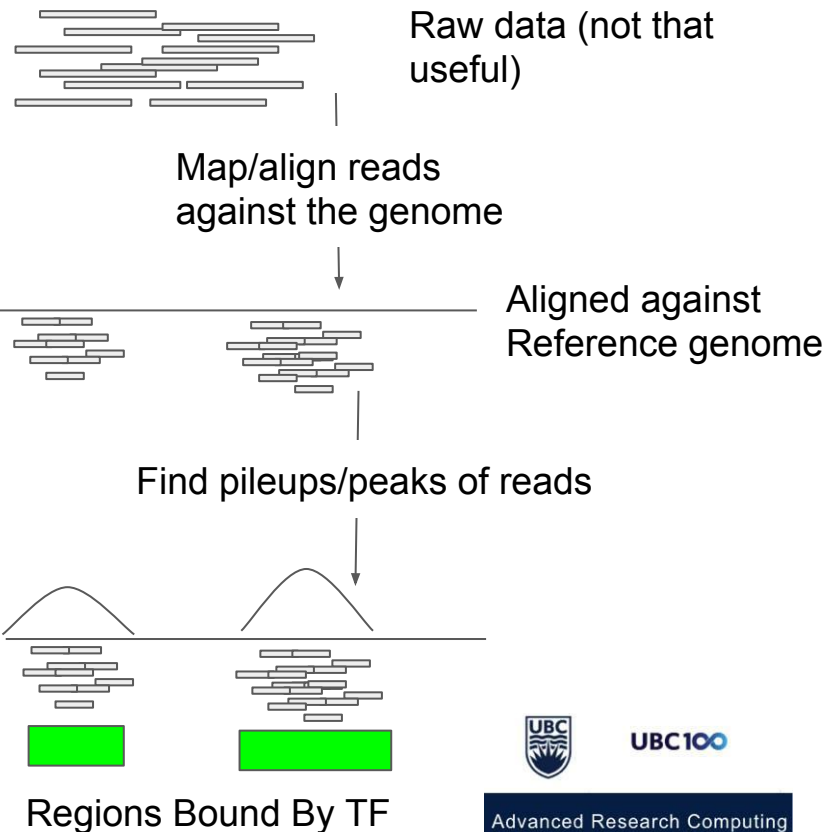 Raw data (not that
useful)
Map/align reads
against the genome
Aligned against
Reference genome
Find pileups/peaks of reads
Regions Bound By TF
UBC
UBC100
Advanced Research Computing